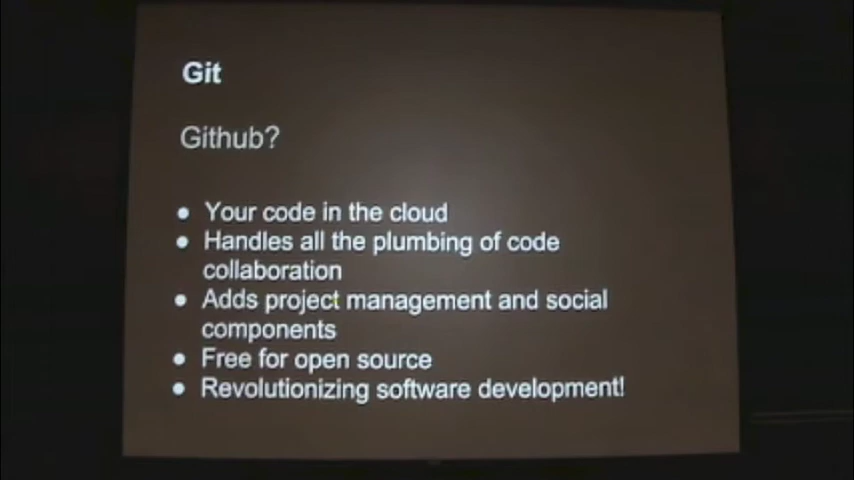 Git
Github?
● Your code in the cloud
● Handles all the plumbing of code
collaboration
● Adds project management and social
components
● Free for open source
● Revolutionizing software development!